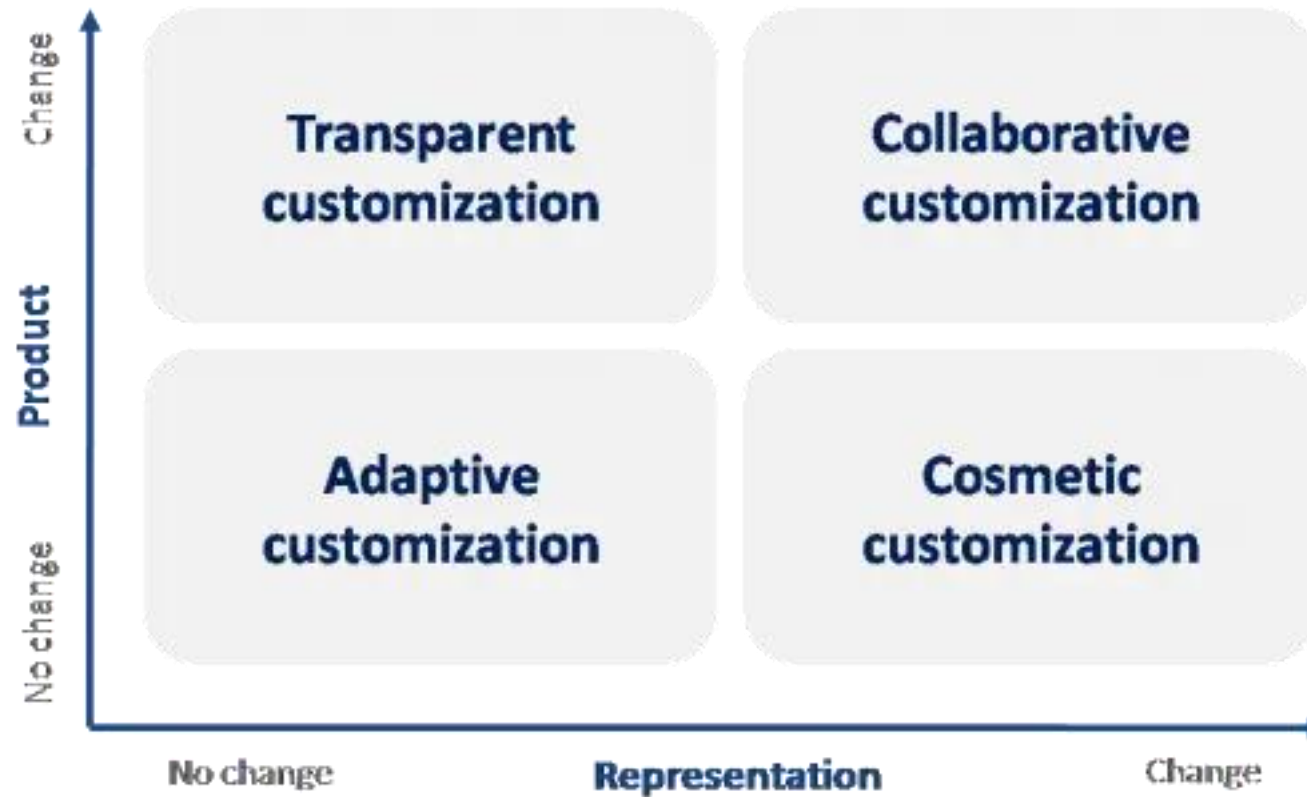 Change
Transparent
customization
Collaborative
customization
Product
Adaptive
customization
Cosmetic
customization
No change
No change
Representation
Change